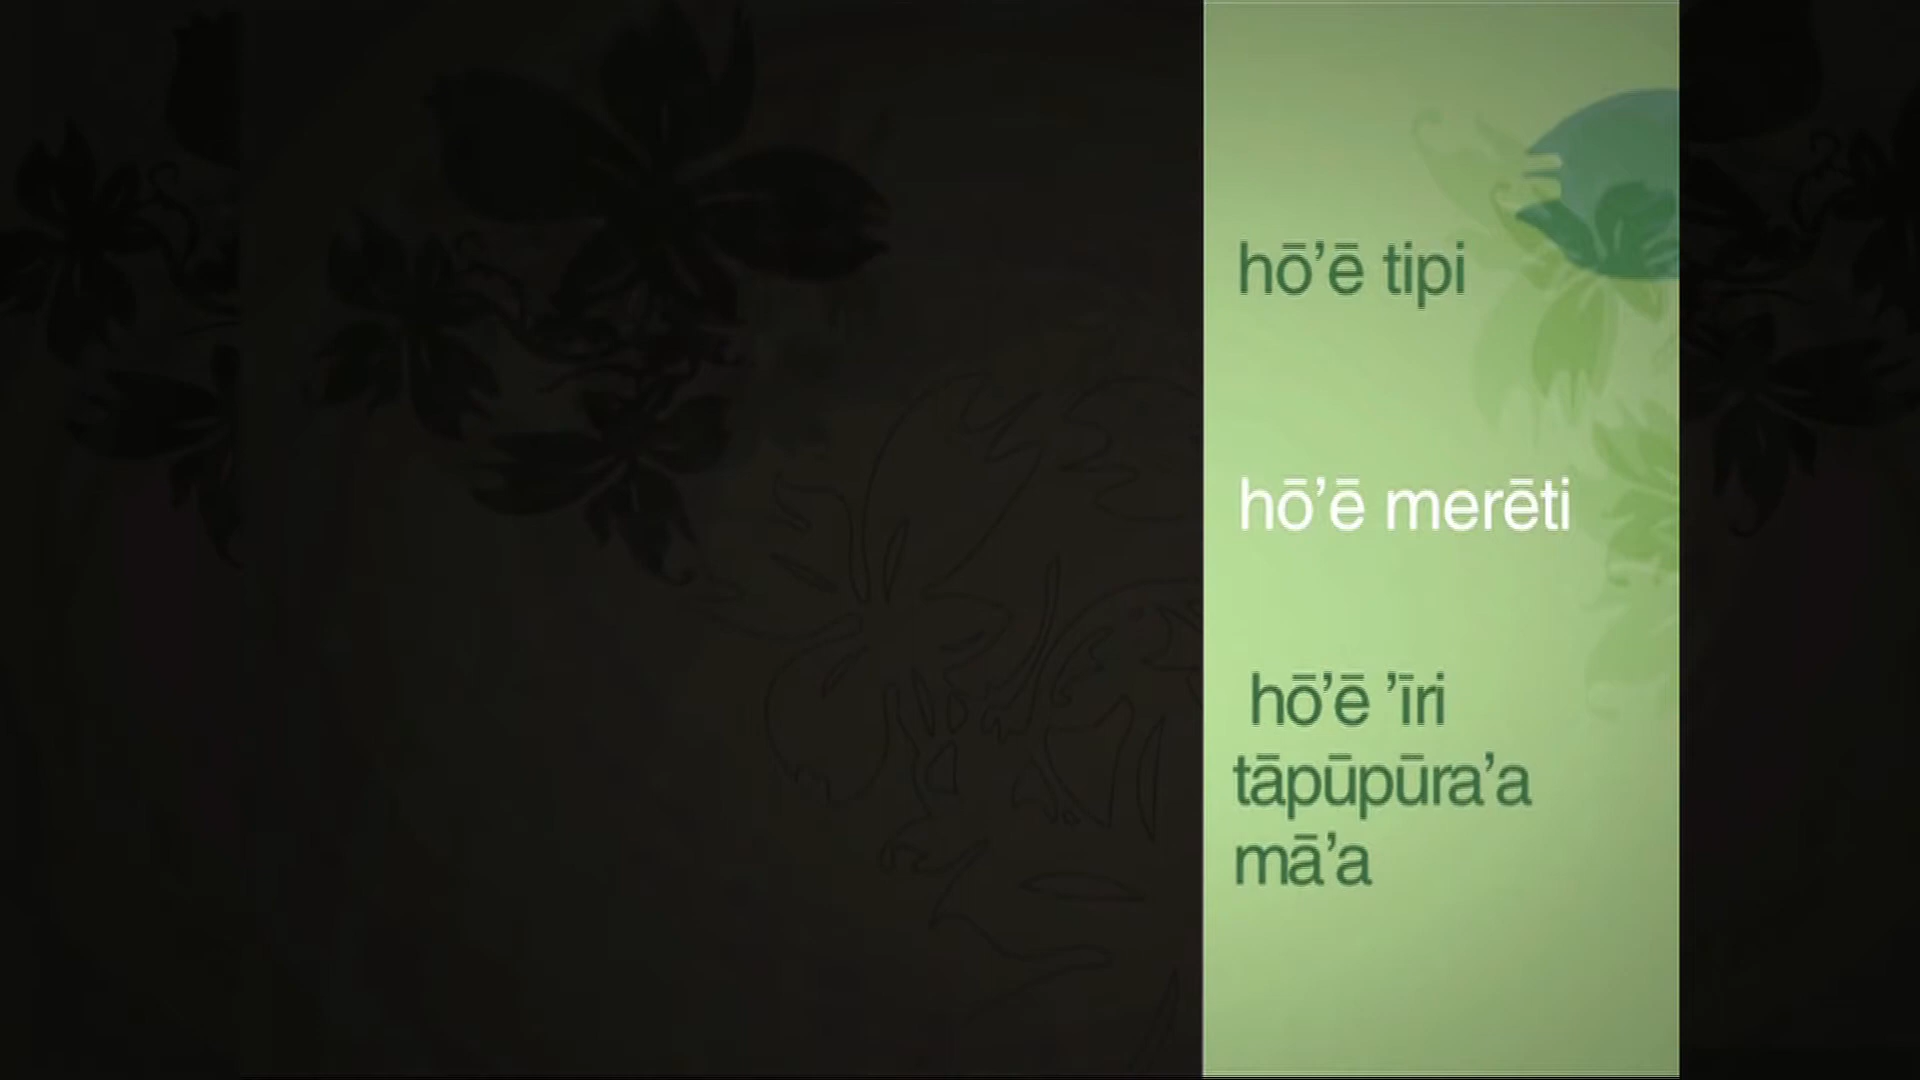 hō’ē tipi
hō’ē merēti
hō’ē ’īri
tāpūpūra’a
mā’a